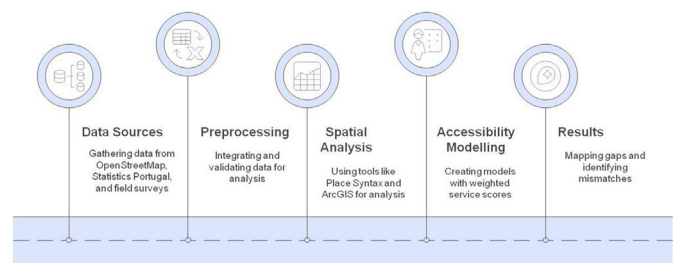 Data Sources
Gathering data from
OpenStreetMap,
Statistics Portugal,
and field surveys
Preprocessing
Integrating and
validating data for
analysis
Spatial
Analysis
Using tools like
Place Syntax and
ArcGIS for analysis
Accessibility
Modelling
Creating models
with weighted
service scores
Results
Mapping gaps and
identifying
mismatches